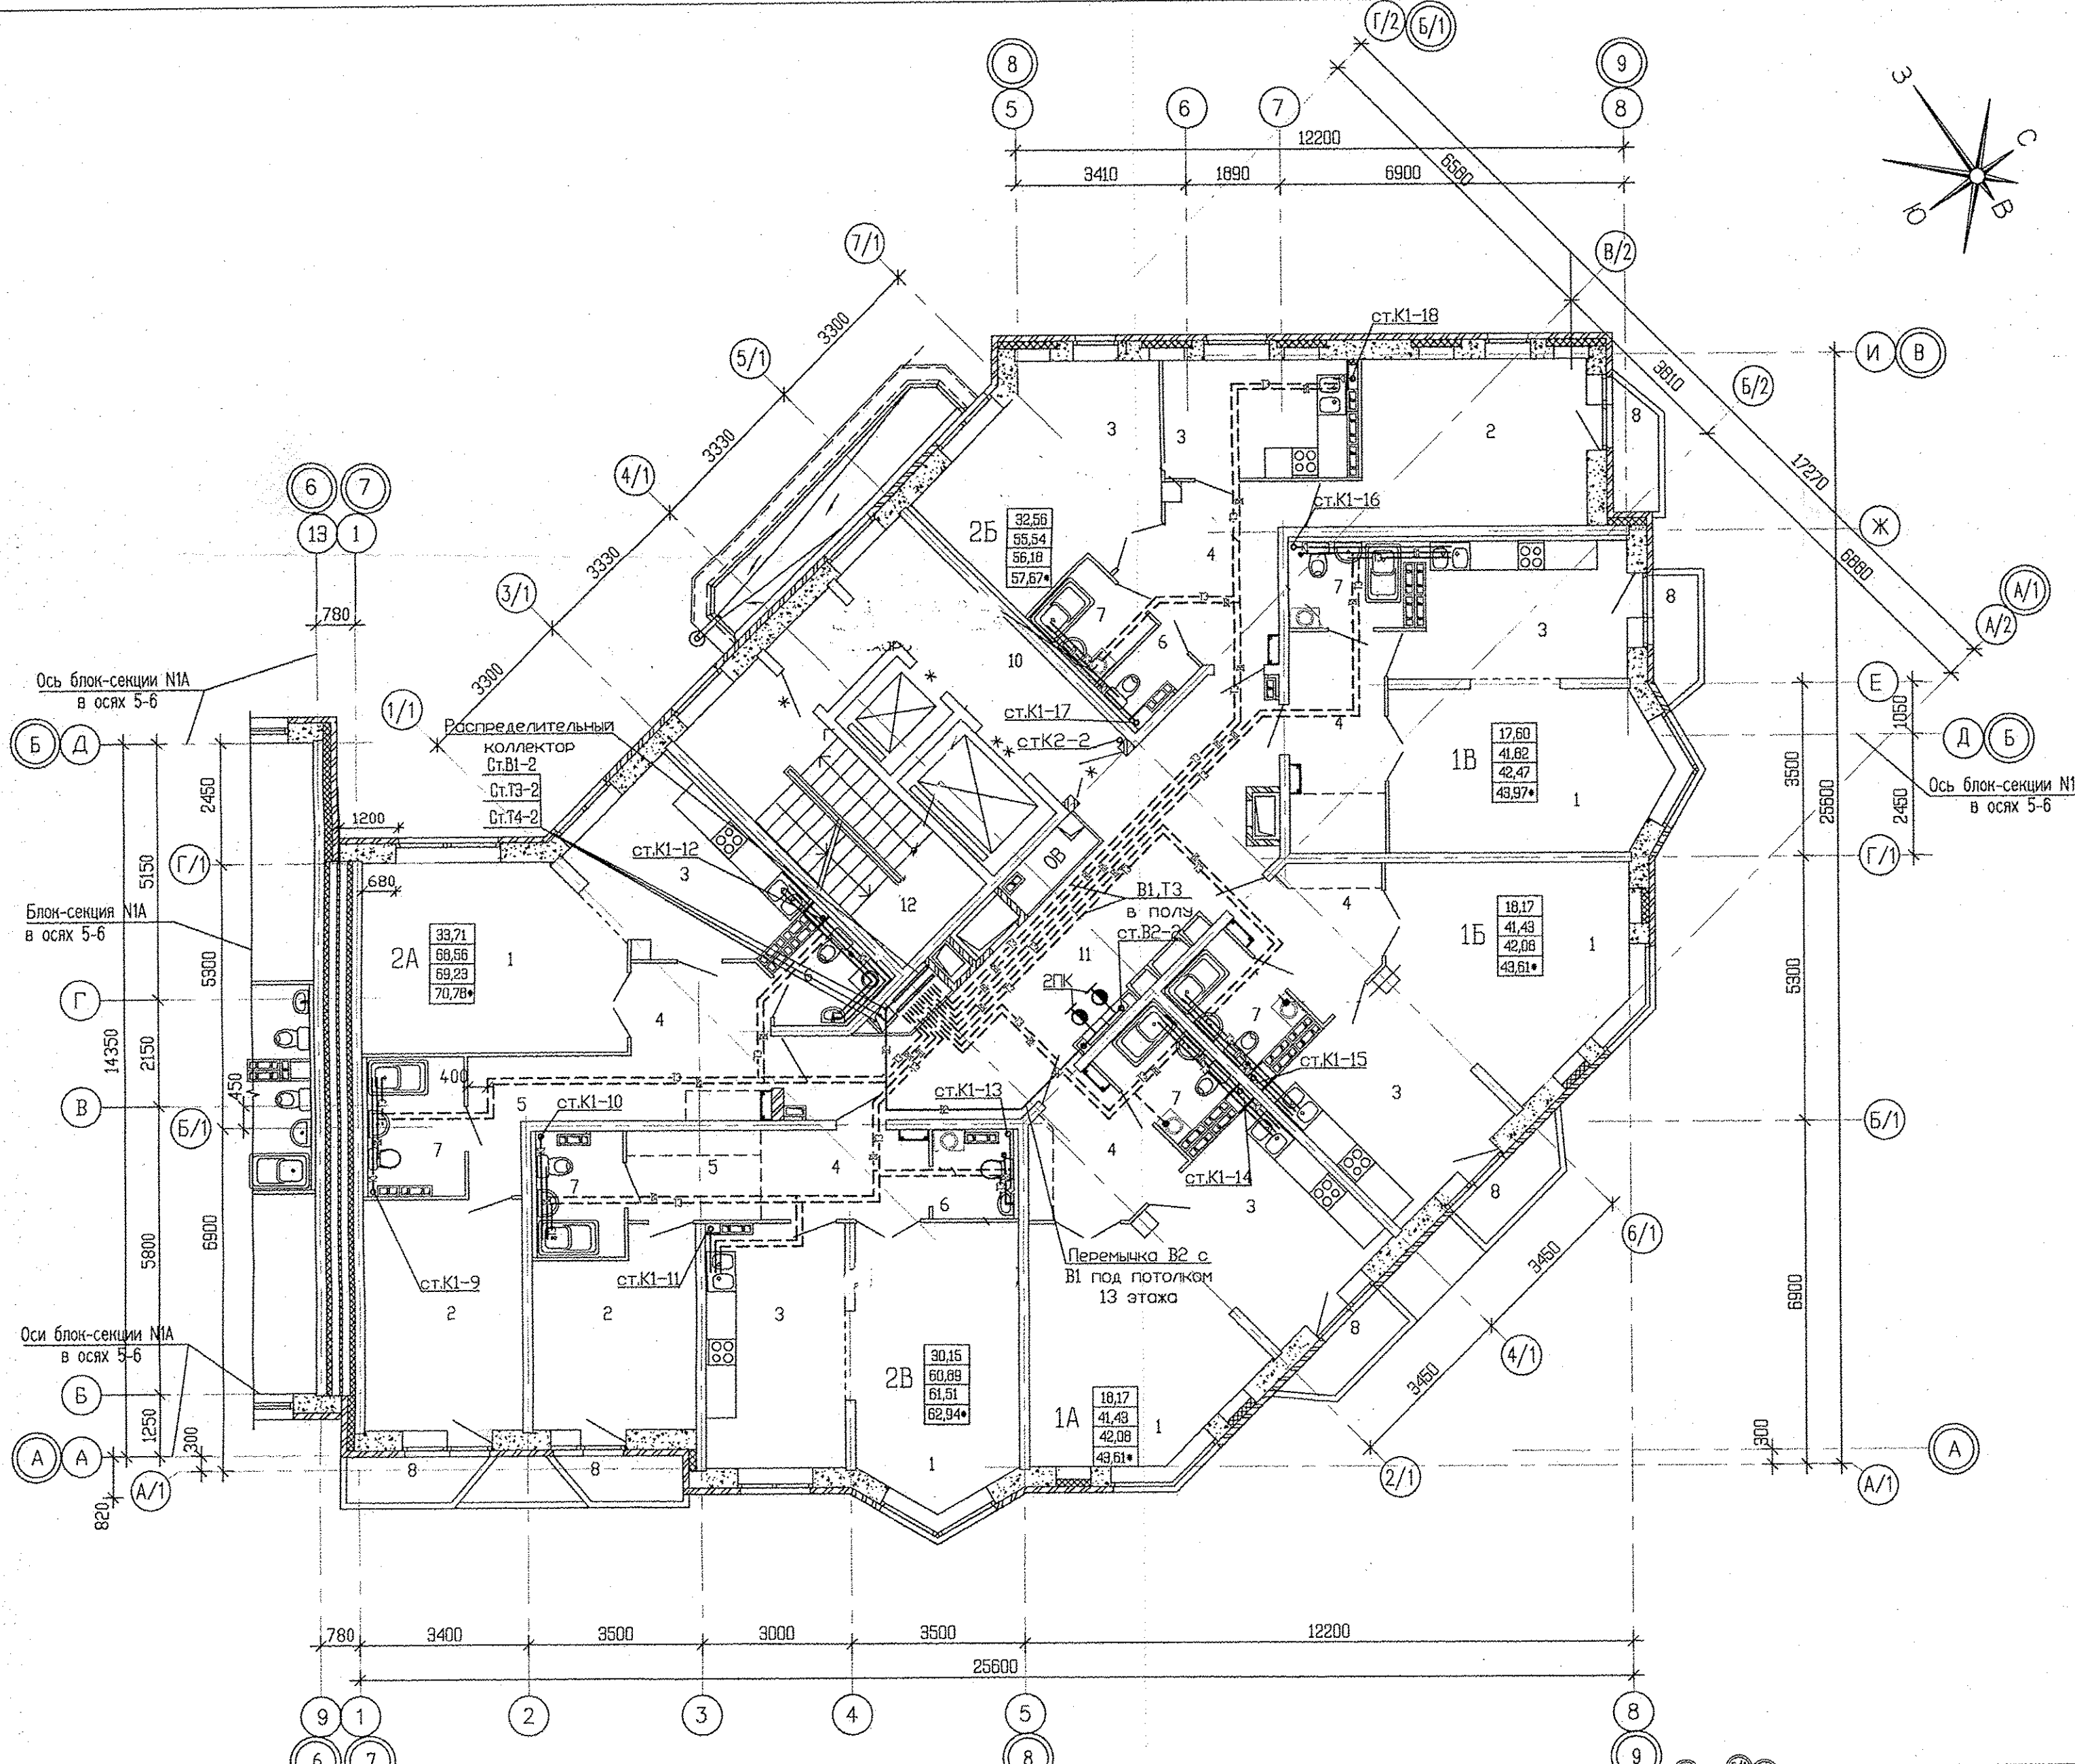 Г/2 Б/1
8 9
5 6 7 8
12200
3410 1890 6900
6580
З С В Ю
7/1
3300
В/2
ст.К1-18
5/1
И В
3810
Б/2
3330
8
4/1
3 3 2
17270
6 7
13 1
ст.К1-16
Ж
3330
2Б
32,56
55,54
56,18
57,67*
4
6880
3/1
7
8
А/1
А/2
780
7
6
3
3300
10
Ось блок-секции N1А
в осях 5-6
Е
1050
1/1
Распределительный
коллектор
Ст.В1-2
Ст.Т3-2
Ст.Т4-2
ст.К1-17
4
стК2-2
Б Д
Д Б
1В
17,60
41,62
42,47
43,97*
1
Ось блок-секции N1
в осях 5-6
2450
3500
25600
2450
1200
ст.К1-12
3
ОВ
Г/1
Г/1
5150
680
12
В1,Т3
в полу
4
ст.В2-2
Блок-секция N1А
в осях 5-6
2А
33,71
68,56
69,23
70,78*
1
6
11
2ПК
1Б
18,17
41,43
42,08
43,61*
1
5300
5300
Г
4
7
14350
2150
450
400
ст.К1-15
3
В
5
ст.К1-10
ст.К1-13
Б/1
Б/1
7
7
5
4
4
7
ст.К1-14
6
3
8
6/1
5800
6900
ст.К1-9
ст.К1-11
Перемычка В2 с
В1 под потолком
13 этажа
3450
6900
2
2
3
8
Оси блок-секции N1А
в осях 5-6
4/1
2В
30,15
60,89
61,51
62,94*
3450
Б
1А
18,17
41,43
42,08
43,61*
1
1250
300
300
А А
8 8
1
А
2/1
А/1
А/1
820
780 3400 3500 3000 3500 12200
25600
9 1 2 3 4 5 8
6 7 8 9